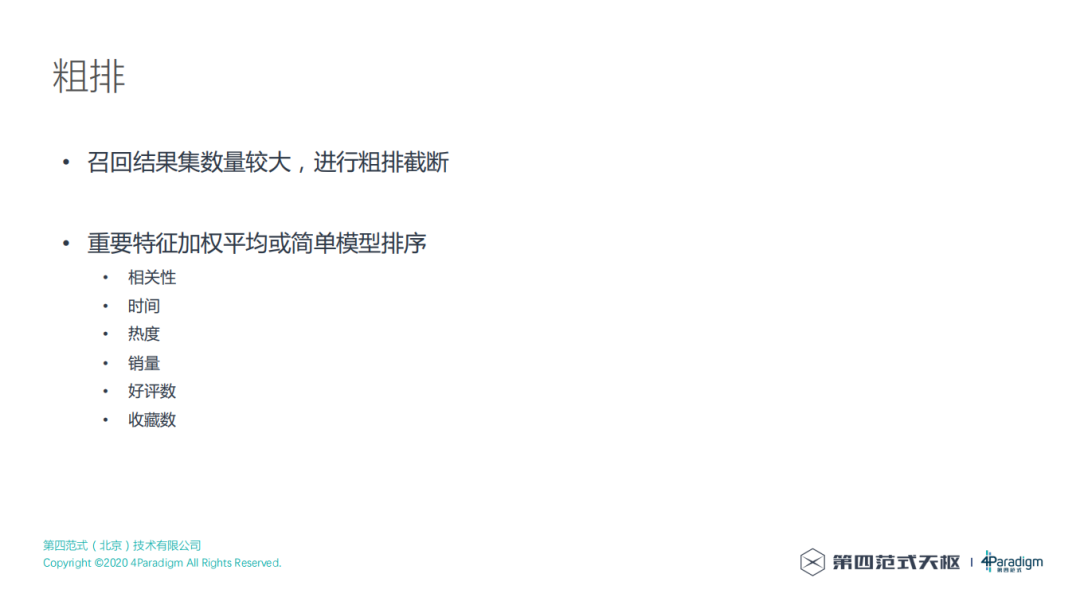 粗排
• 召回结果集数量较大，进行粗排截断
• 重要特征加权平均或简单模型排序
• 相关性
• 时间
• 热度
• 销量
• 好评数
• 收藏数
第四范式（北京）技术有限公司
Copyright ©2020 4Paradigm All Rights Reserved.
第四范式天枢 | 4Paradigm
第四范式